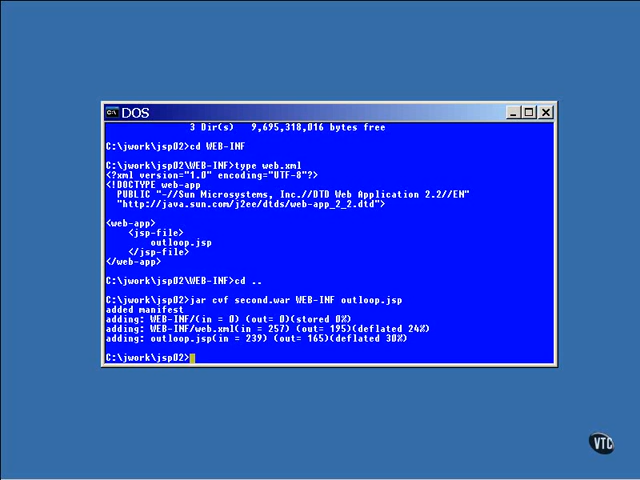 DOS
3 Dir(s)   9,695,318,016 bytes free
C:\jwork\jsp02>cd WEB-INF
C:\jwork\jsp02\WEB-INF>type web.xml
<?xml version="1.0" encoding="UTF-8"?>
<!DOCTYPE web-app
PUBLIC "-//Sun Microsystems, Inc.//DTD Web Application 2.2//EN"
"http://java.sun.com/j2ee/dtds/web-app_2_2.dtd">
<web-app>
<jsp-file>
outloop.jsp
</jsp-file>
</web-app>
C:\jwork\jsp02\WEB-INF>cd ..
C:\jwork\jsp02>jar cvf second.war WEB-INF outloop.jsp
added manifest
adding: WEB-INF/(in = 0) (out= 0)(stored 0%)
adding: WEB-INF/web.xml(in = 257) (out= 195)(deflated 24%)
adding: outloop.jsp(in = 239) (out= 165)(deflated 30%)
C:\jwork\jsp02>
VTC